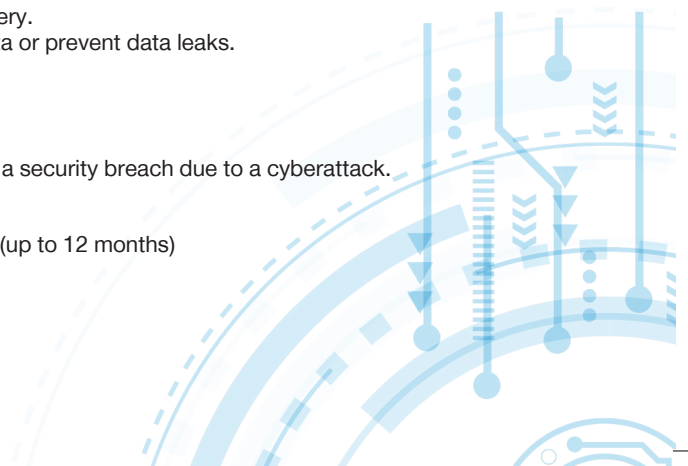 ery.
a or prevent data leaks.
a security breach due to a cyberattack.
(up to 12 months)